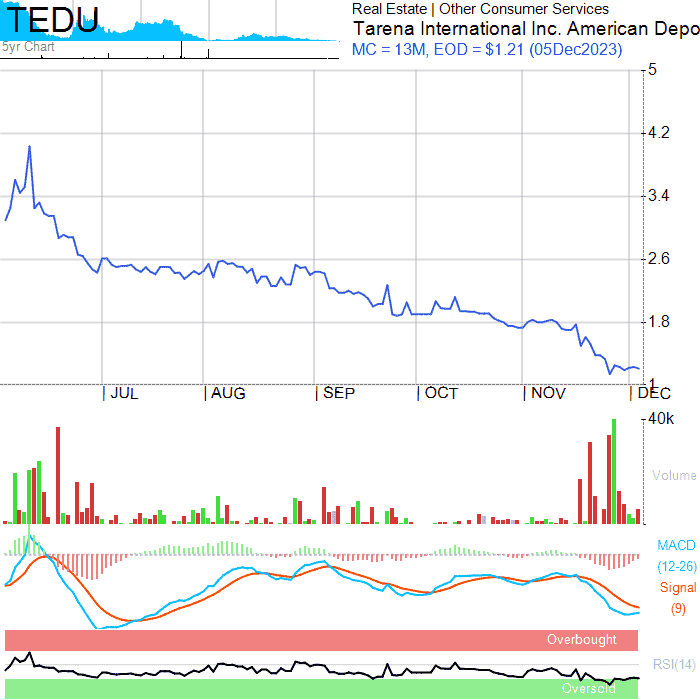 TEDU
5yr Chart
Real Estate | Other Consumer Services
Tarena International Inc. American Depo
MC = 13M, EOD = $1.21 (05Dec2023)
5
4.2
3.4
2.6
1.8
1
JUL
AUG
SEP
OCT
NOV
DEC
40k
Volume
MACD
(12-26)
Signal
(9)
Overbought
RSI(14)
Oversold